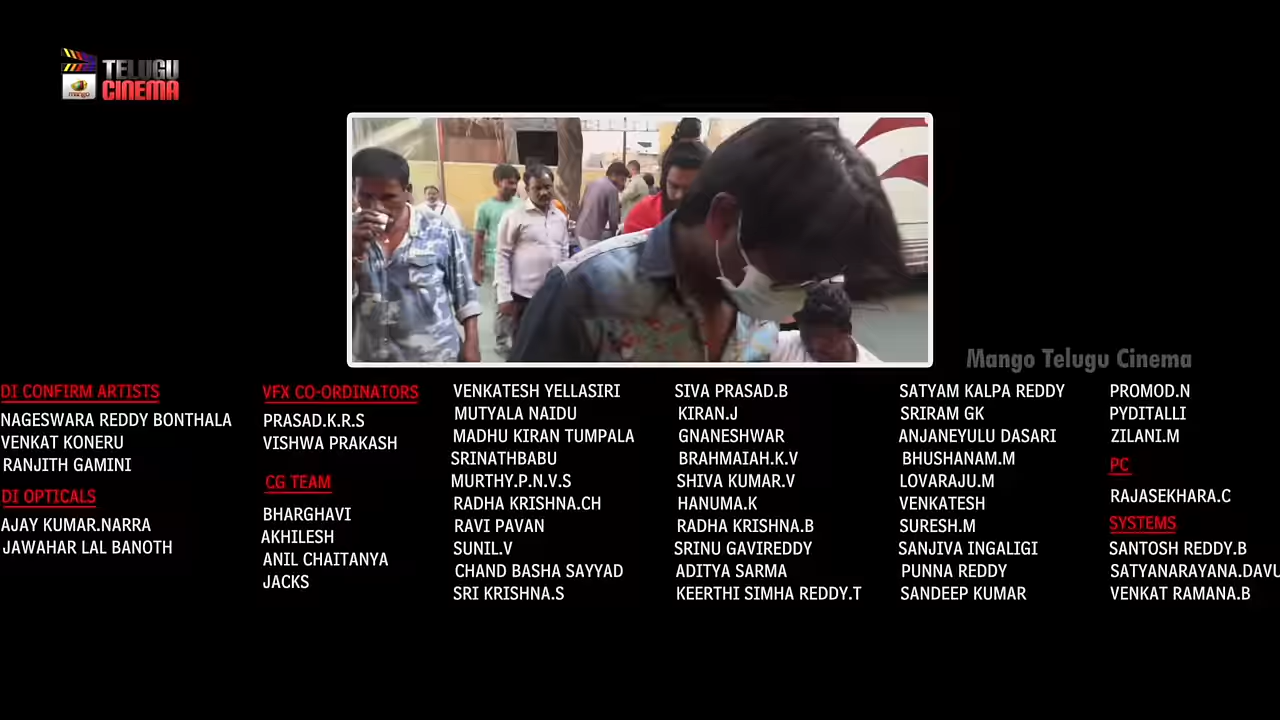 TELUGU
CINEMA
mango
Mango Telugu Cinema
DI CONFIRM ARTISTS
NAGESWARA REDDY BONTHALA
VENKAT KONERU
RANJITH GAMINI
DI OPTICALS
AJAY KUMAR.NARRA
JAWAHAR LAL BANOTH
VFX CO-ORDINATORS
PRASAD.K.R.S
VISHWA PRAKASH
CG TEAM
BHARGHAVI
AKHILESH
ANIL CHAITANYA
JACKS
VENKATESH YELLASIRI
MUTYALA NAIDU
MADHU KIRAN TUMPALA
SRINATHBABU
MURTHY.P.N.V.S
RADHA KRISHNA.CH
RAVI PAVAN
SUNIL.V
CHAND BASHA SAYYAD
SRI KRISHNA.S
SIVA PRASAD.B
KIRAN.J
GNANESHWAR
BRAHMAIAH.K.V
SHIVA KUMAR.V
HANUMA.K
RADHA KRISHNA.B
SRINU GAVIREDDY
ADITYA SARMA
KEERTHI SIMHA REDDY.T
SATYAM KALPA REDDY
SRIRAM GK
ANJANEYULU DASARI
BHUSHANAM.M
LOVARAJU.M
VENKATESH
SURESH.M
SANJIVA INGALIGI
PUNNA REDDY
SANDEEP KUMAR
PROMOD.N
PYDITALLI
ZILANI.M
PC
RAJASEKHARA.C
SYSTEMS
SANTOSH REDDY.B
SATYANARAYANA.DAVU
VENKAT RAMANA.B